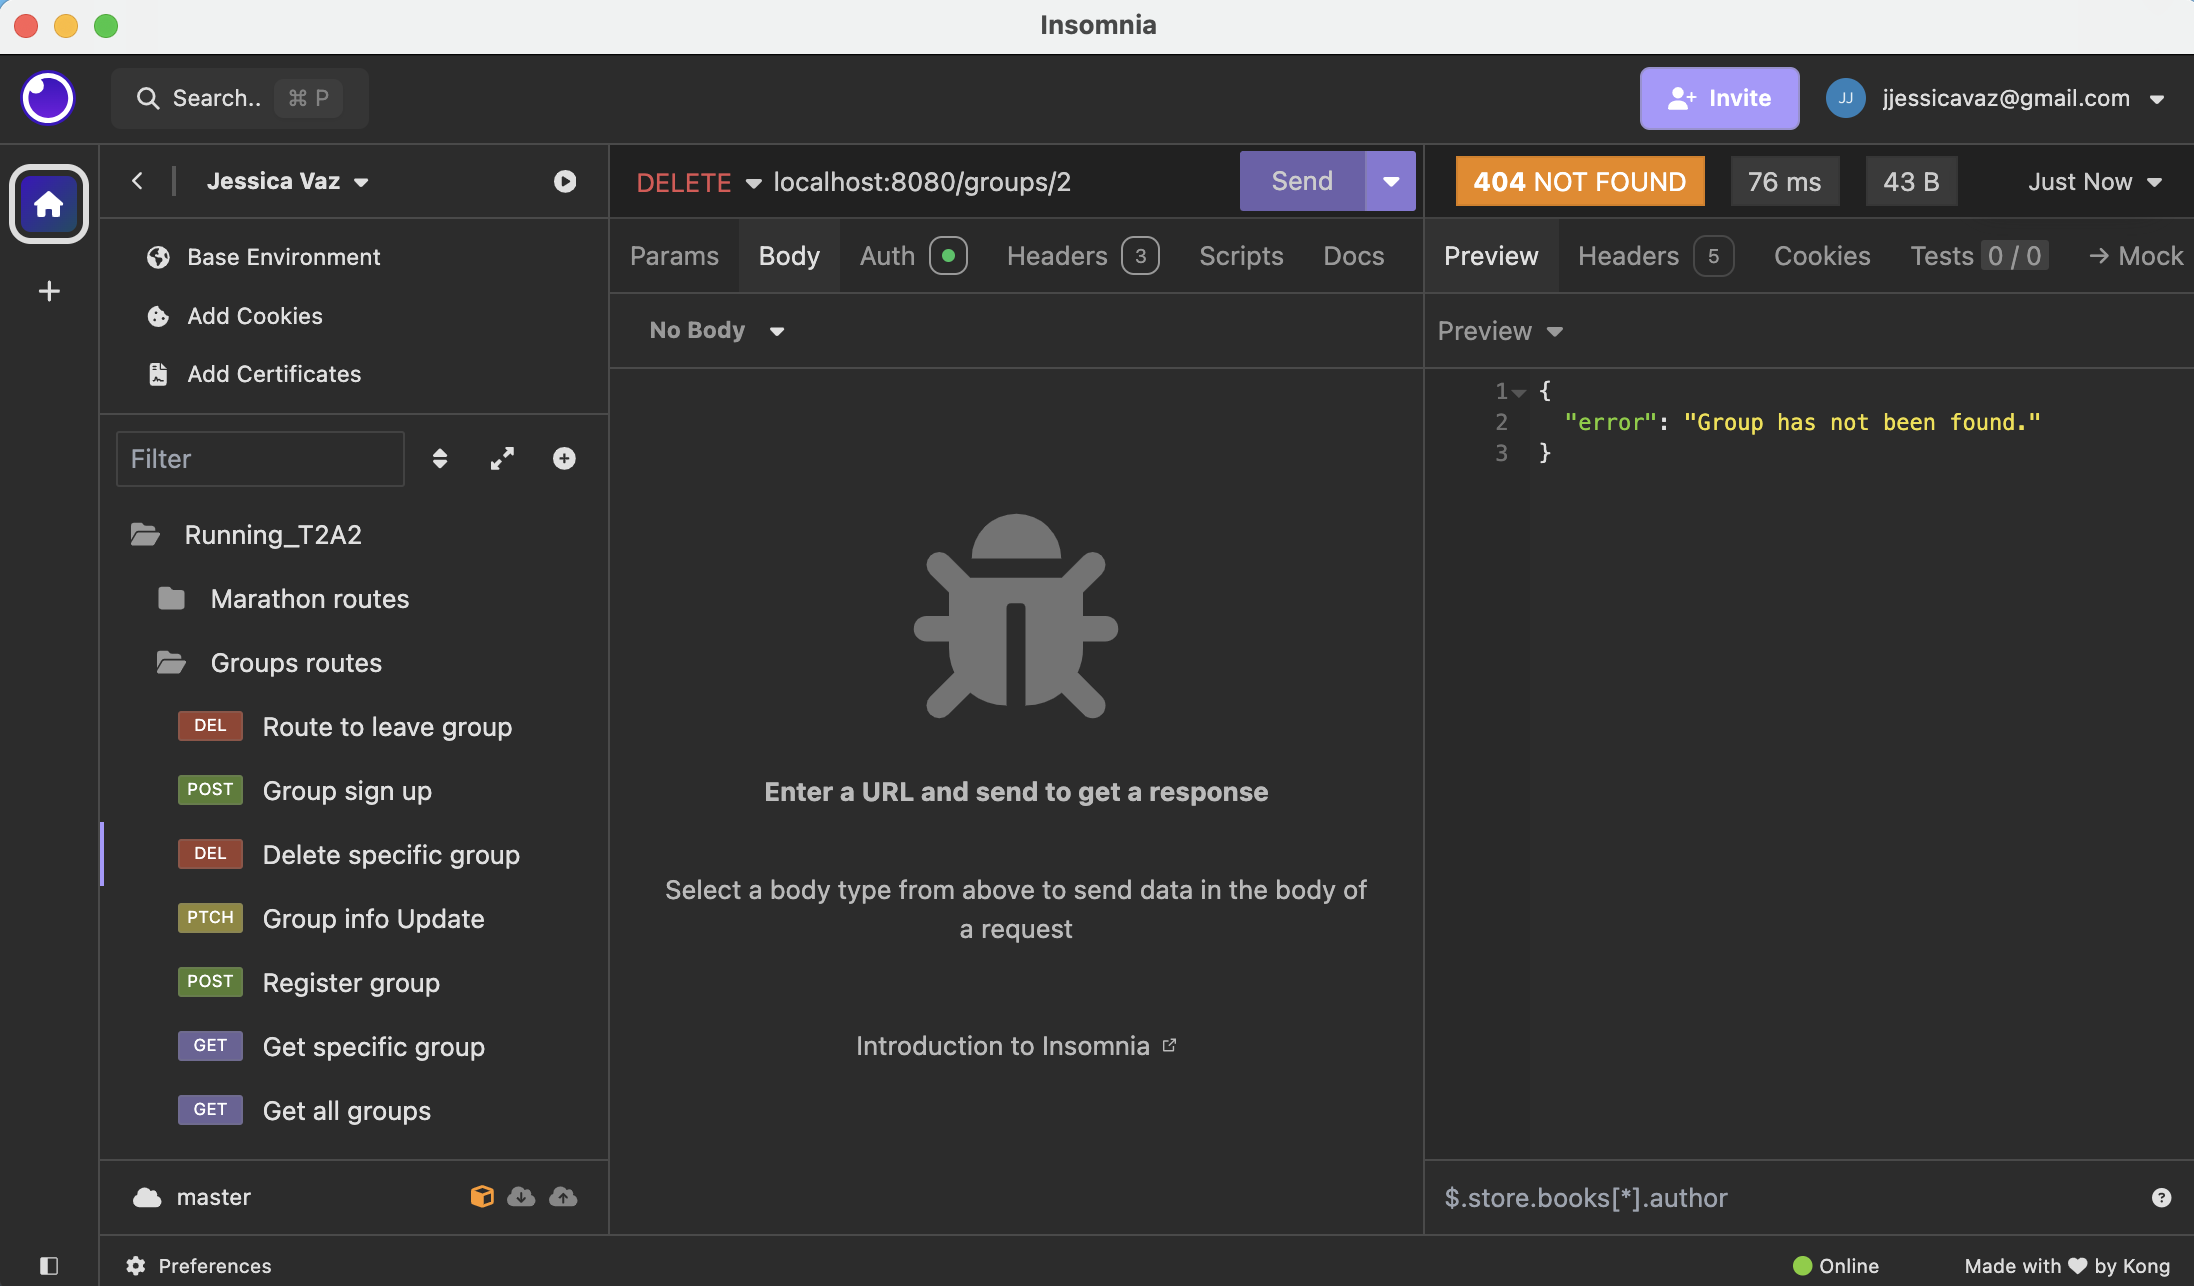 Insomnia
Search.. ⌘ P
Invite
JJ jjessicavaz@gmail.com
Jessica Vaz
Base Environment
Add Cookies
Add Certificates
Filter
Running_T2A2
Marathon routes
Groups routes
DEL Route to leave group
POST Group sign up
DEL Delete specific group
PTCH Group info Update
POST Register group
GET Get specific group
GET Get all groups
master
Preferences
DELETE localhost:8080/groups/2 Send
Params Body Auth Headers 3 Scripts Docs
No Body
Enter a URL and send to get a response
Select a body type from above to send data in the body of
a request
Introduction to Insomnia
404 NOT FOUND 76 ms 43 B Just Now
Preview Headers 5 Cookies Tests 0 / 0 → Mock
Preview
1 {
2 "error": "Group has not been found."
3 }
$.store.books[*].author ?
Online Made with ♥ by Kong